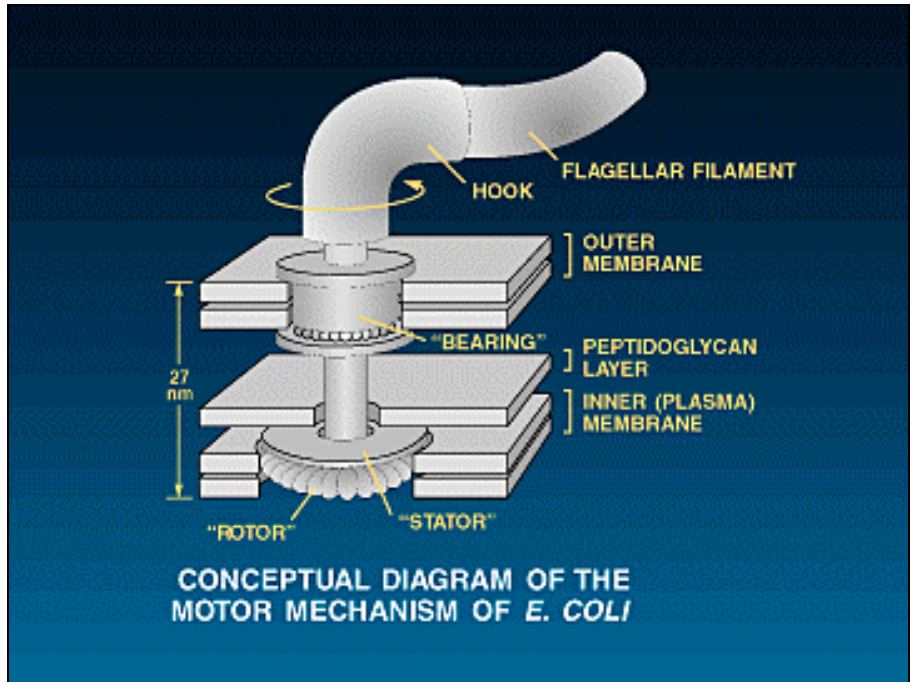 FLAGELLAR FILAMENT
HOOK
OUTER
MEMBRANE
"BEARING"
PEPTIDOGLYCAN
LAYER
27
nm
INNER (PLASMA)
MEMBRANE
"STATOR"
"ROTOR"
CONCEPTUAL DIAGRAM OF THE
MOTOR MECHANISM OF E. COLI